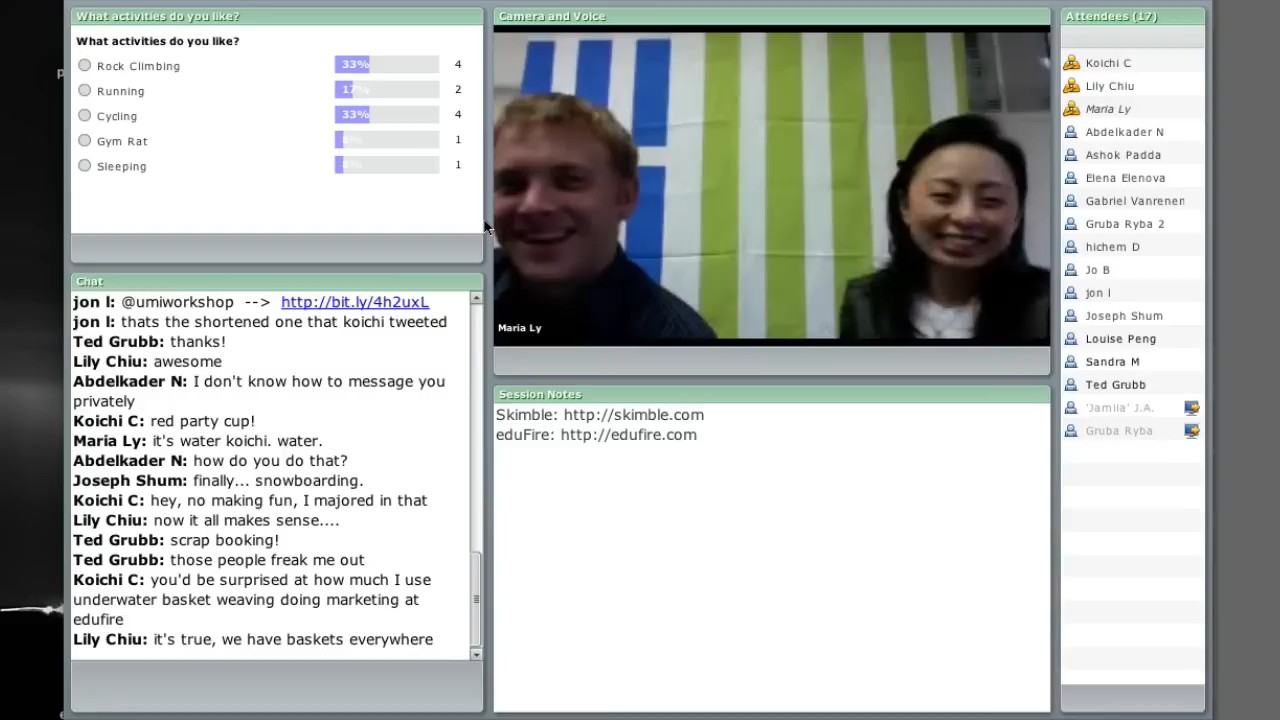 What activities do you like?
What activities do you like?
Rock Climbing 33% 4
Running 17% 2
Cycling 33% 4
Gym Rat 1
Sleeping 1
Chat
jon l: @umiworkshop --> http://bit.ly/4h2uxL
jon l: thats the shortened one that koichi tweeted
Ted Grubb: thanks!
Lily Chiu: awesome
Abdelkader N: I don't know how to message you
privately
Koichi C: red party cup!
Maria Ly: it's water koichi. water.
Abdelkader N: how do you do that?
Joseph Shum: finally... snowboarding.
Koichi C: hey, no making fun, I majored in that
Lily Chiu: now it all makes sense....
Ted Grubb: scrap booking!
Ted Grubb: those people freak me out
Koichi C: you'd be surprised at how much I use
underwater basket weaving doing marketing at
edufire
Lily Chiu: it's true, we have baskets everywhere
Camera and Voice
Maria Ly
Session Notes
Skimble: http://skimble.com
eduFire: http://edufire.com
Attendees (17)
Koichi C
Lily Chiu
Maria Ly
Abdelkader N
Ashok Padda
Elena Elenova
Gabriel Vanrenen
Gruba Ryba 2
hichem D
Jo B
jon l
Joseph Shum
Louise Peng
Sandra M
Ted Grubb
'Jamila' J.A.
Gruba Ryba